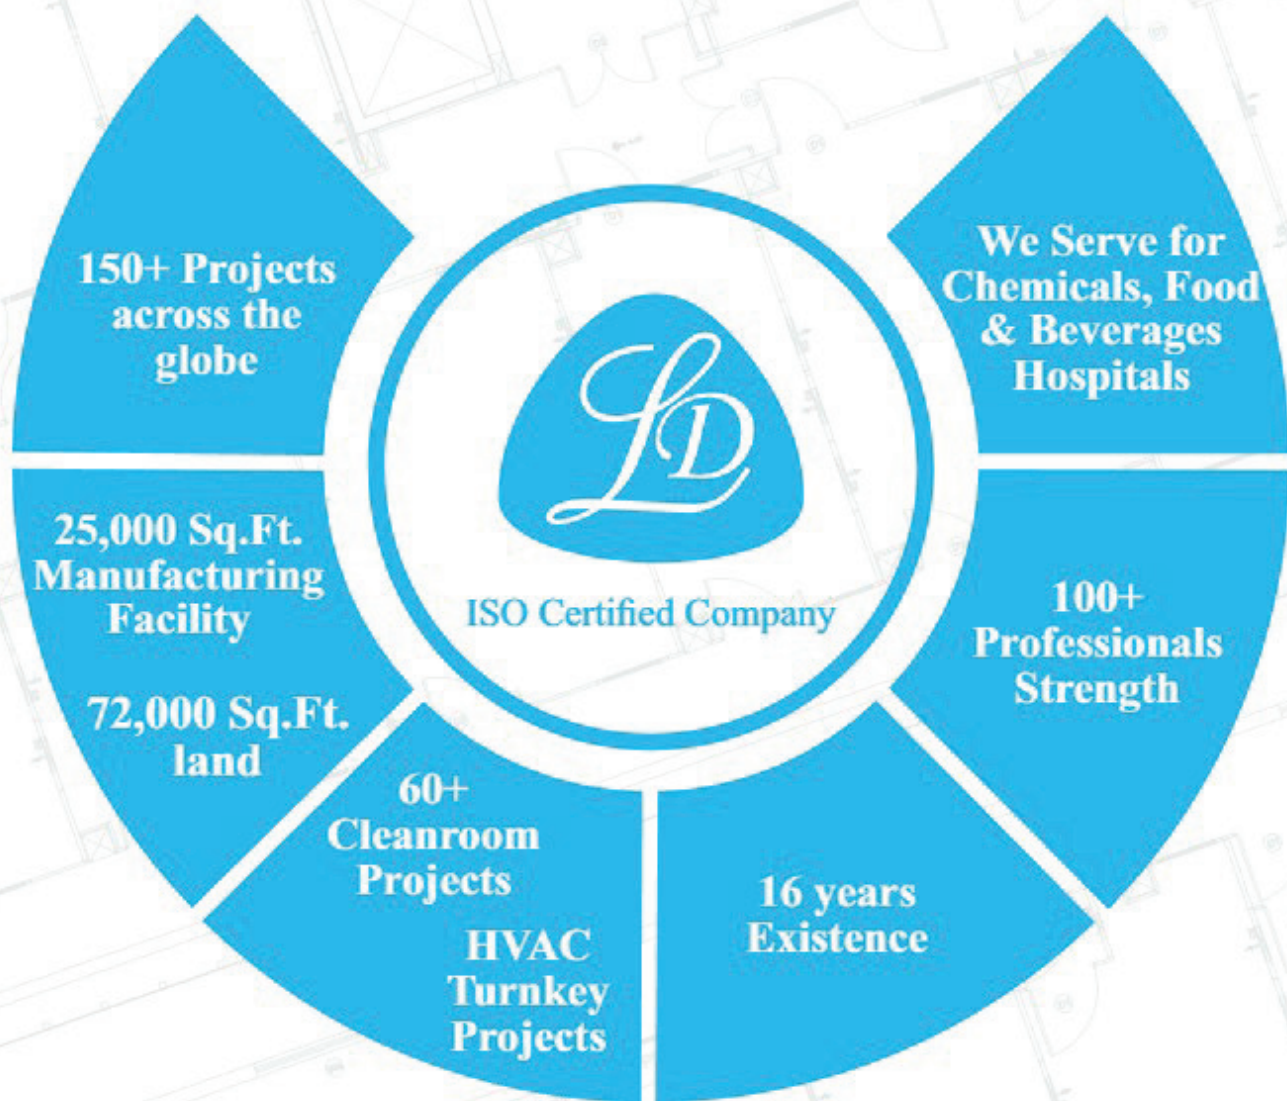 150+ Projects
across the
globe
25,000 Sq.Ft.
Manufacturing
Facility
72,000 Sq.Ft.
land
60+
Cleanroom
Projects
HVAC
Turnkey
Projects
16 years
Existence
100+
Professionals
Strength
We Serve for
Chemicals, Food
& Beverages
Hospitals
LD
ISO Certified Company